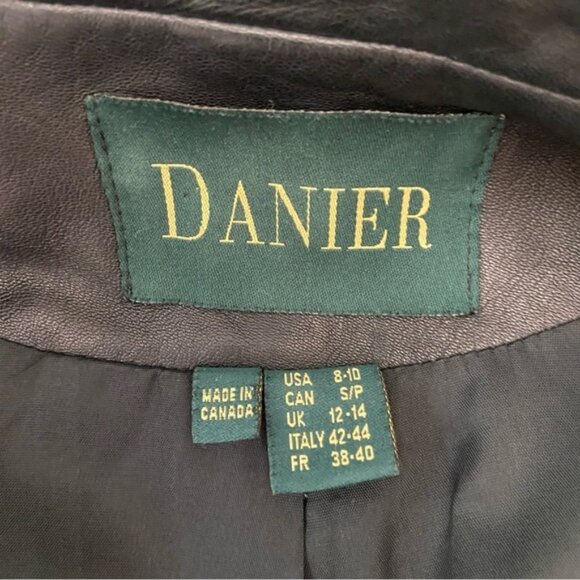 DANIER
MADE IN
CANADA
USA 8-10
CAN S/P
UK 12-14
ITALY 42-44
FR 38-40